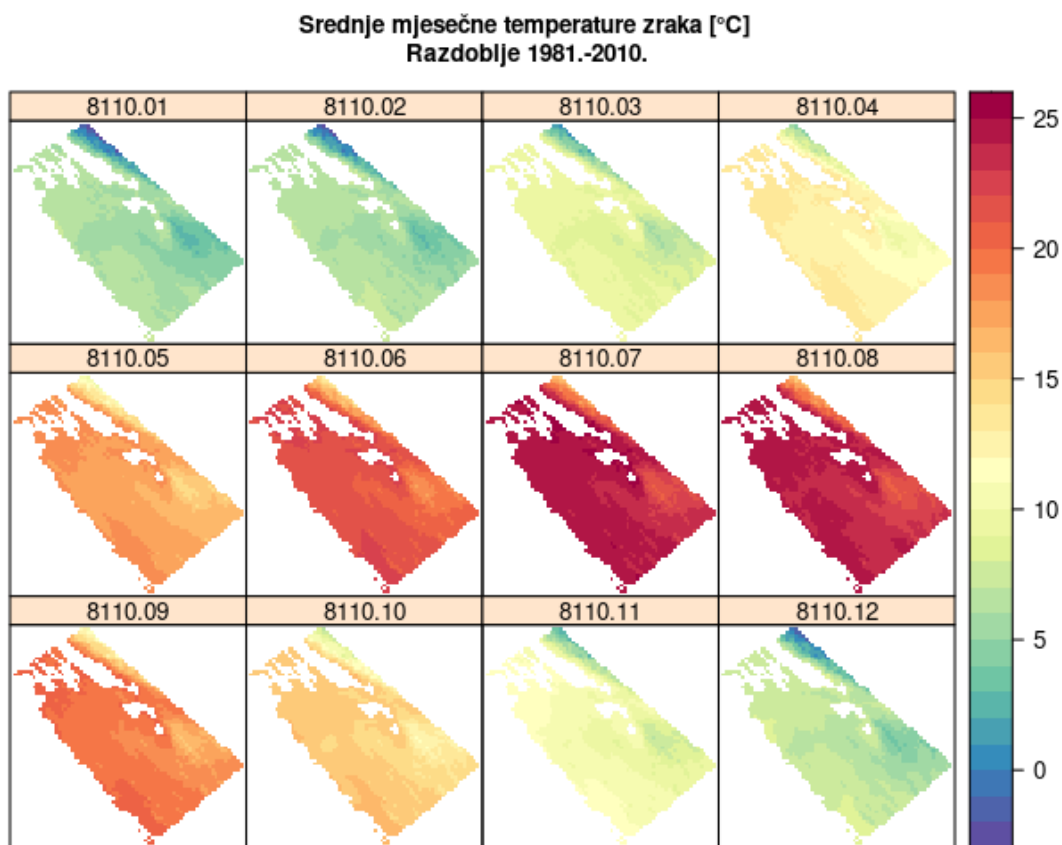 Srednje mjesečne temperature zraka [°C]
Razdoblje 1981.-2010.
8110.01 8110.02 8110.03 8110.04
25
20
8110.05 8110.06 8110.07 8110.08
15
10
8110.09 8110.10 8110.11 8110.12
5
0